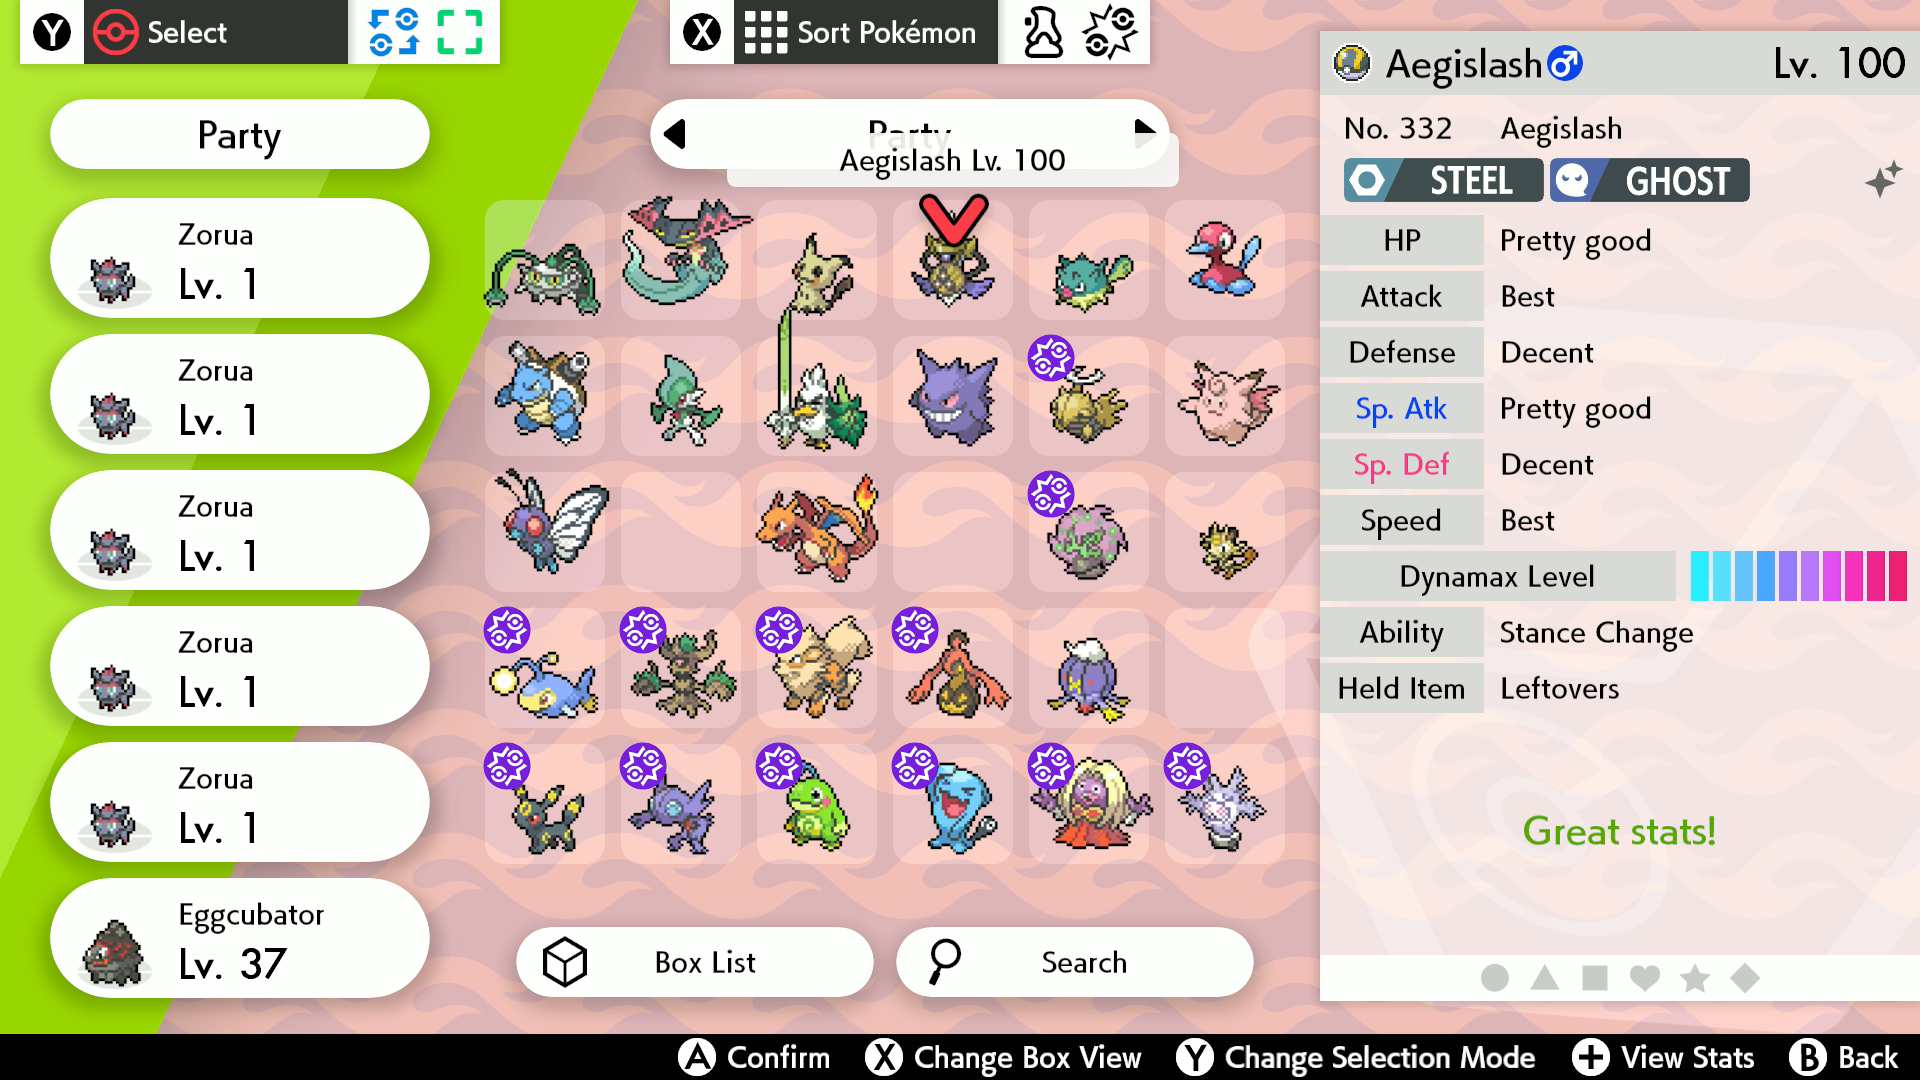 Y Select
X Sort Pokémon
Party
Zorua
Lv. 1
Zorua
Lv. 1
Zorua
Lv. 1
Zorua
Lv. 1
Zorua
Lv. 1
Eggcubator
Lv. 37
Party
Aegislash Lv. 100
Box List
Search
Aegislash ♂ Lv. 100
No. 332 Aegislash
STEEL GHOST
HP Pretty good
Attack Best
Defense Decent
Sp. Atk Pretty good
Sp. Def Decent
Speed Best
Dynamax Level
Ability Stance Change
Held Item Leftovers
Great stats!
A Confirm X Change Box View Y Change Selection Mode + View Stats B Back